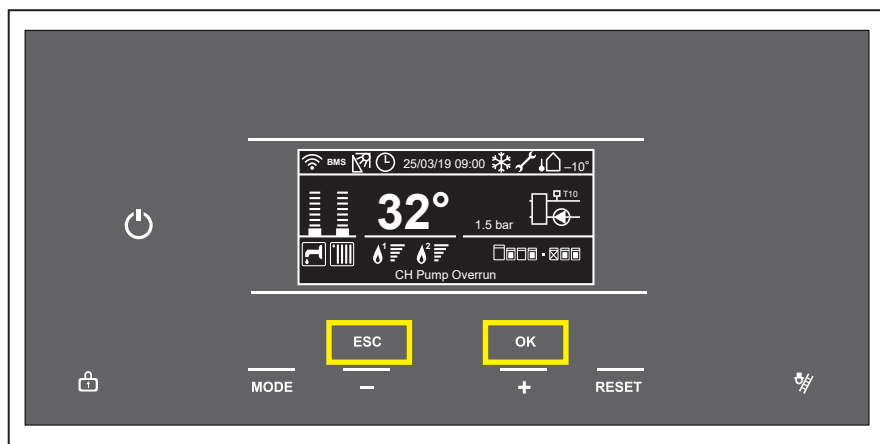 BMS 25/03/19 09:00 –10°
T10
32°
1.5 bar
1 2
CH Pump Overrun
ESC OK
MODE – + RESET